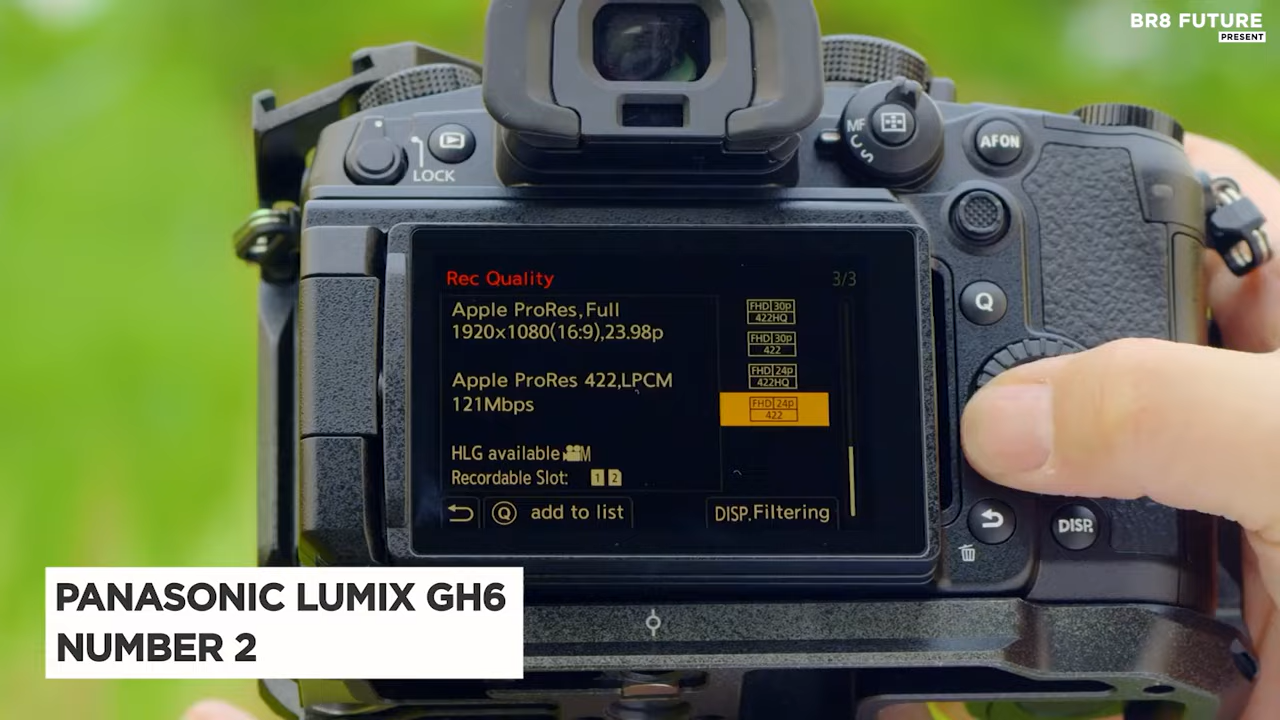 BR8 FUTURE
PRESENT
MF
C
S
AFON
LOCK
Rec Quality
3/3
Apple ProRes,Full
1920x1080(16:9),23.98p
Apple ProRes 422,LPCM
121Mbps
HLG available M
Recordable Slot: 1 2
FHD 30p
422HQ
FHD 30p
422
FHD 24p
422HQ
FHD 24p
422
Q add to list
DISP.Filtering
Q
DISP.
PANASONIC LUMIX GH6
NUMBER 2